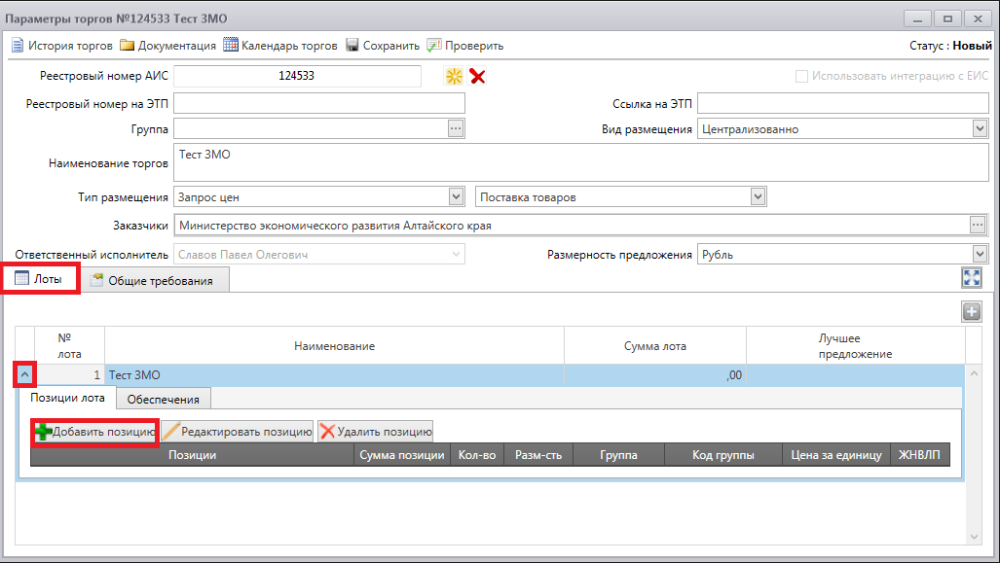 Параметры торгов №124533 Тест ЗМО
История торгов Документация Календарь торгов Сохранить Проверить Статус : Новый
Реестровый номер АИС 124533 Использовать интеграцию с ЕИС
Реестровый номер на ЭТП Ссылка на ЭТП
Группа Вид размещения Централизованно
Наименование торгов Тест ЗМО
Тип размещения Запрос цен Поставка товаров
Заказчики Министерство экономического развития Алтайского края
Ответственный исполнитель Славов Павел Олегович Размерность предложения Рубль
Лоты Общие требования
№ лота Наименование Сумма лота Лучшее предложение
1 Тест ЗМО ,00
Позиции лота Обеспечения
Добавить позицию Редактировать позицию Удалить позицию
Позиции Сумма позиции Кол-во Разм-сть Группа Код группы Цена за единицу ЖНВЛП